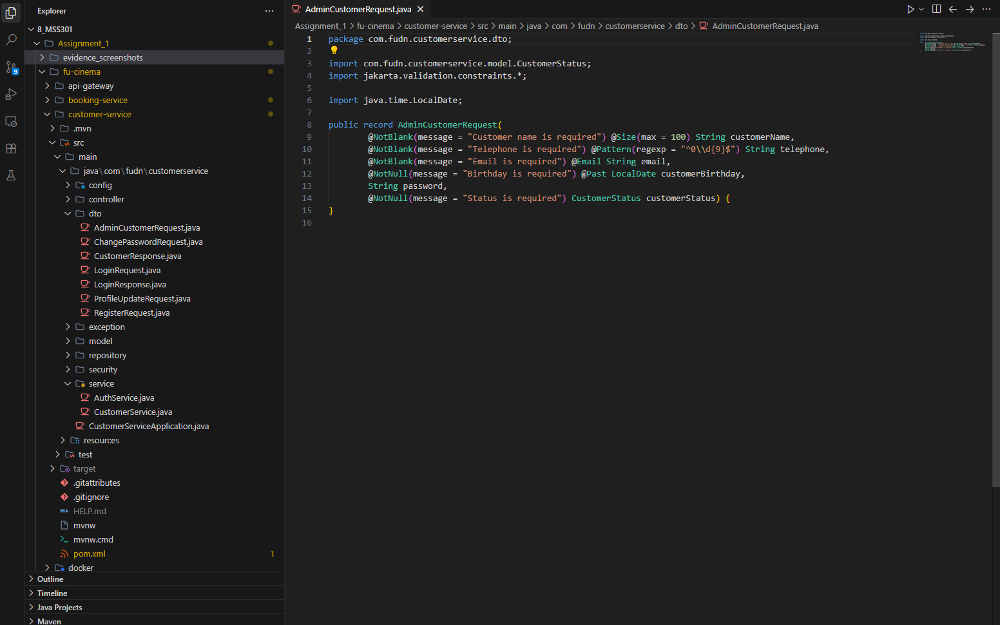 Explorer
8_MSS301
Assignment_1
evidence_screenshots
fu-cinema
api-gateway
booking-service
customer-service
.mvn
src
main
java\com\fudn\customerservice
config
controller
dto
AdminCustomerRequest.java
ChangePasswordRequest.java
CustomerResponse.java
LoginRequest.java
LoginResponse.java
ProfileUpdateRequest.java
RegisterRequest.java
exception
model
repository
security
service
AuthService.java
CustomerService.java
CustomerServiceApplication.java
resources
test
target
.gitattributes
.gitignore
HELP.md
mvnw
mvnw.cmd
pom.xml 1
docker
Outline
Timeline
Java Projects
Maven
9
AdminCustomerRequest.java
Assignment_1 > fu-cinema > customer-service > src > main > java > com > fudn > customerservice > dto > AdminCustomerRequest.java
1 package com.fudn.customerservice.dto;
2
3 import com.fudn.customerservice.model.CustomerStatus;
4 import jakarta.validation.constraints.*;
5
6 import java.time.LocalDate;
7
8 public record AdminCustomerRequest(
9 @NotBlank(message = "Customer name is required") @Size(max = 100) String customerName,
10 @NotBlank(message = "Telephone is required") @Pattern(regexp = "^0\\d{9}$") String telephone,
11 @NotBlank(message = "Email is required") @Email String email,
12 @NotNull(message = "Birthday is required") @Past LocalDate customerBirthday,
13 String password,
14 @NotNull(message = "Status is required") CustomerStatus customerStatus) {
15 }
16